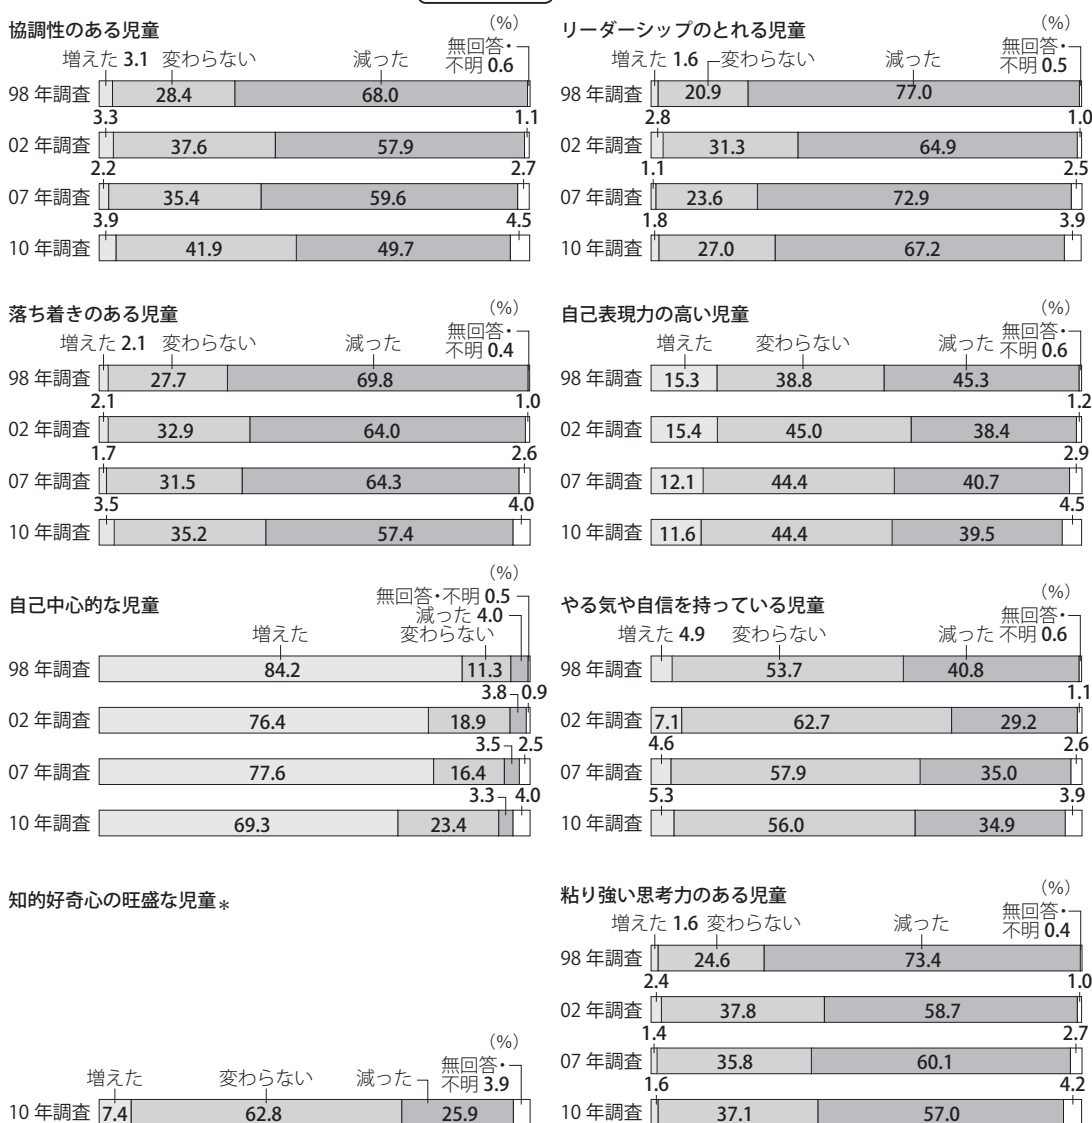 協調性のある児童
(%)
増えた 3.1 変わらない 減った 無回答・不明 0.6
98 年調査 28.4 68.0
3.3 1.1
02 年調査 37.6 57.9
2.2 2.7
07 年調査 35.4 59.6
3.9 4.5
10 年調査 41.9 49.7
リーダーシップのとれる児童
(%)
増えた 1.6 変わらない 減った 無回答・不明 0.5
98 年調査 20.9 77.0
2.8 1.0
02 年調査 31.3 64.9
1.1 2.5
07 年調査 23.6 72.9
1.8 3.9
10 年調査 27.0 67.2
落ち着きのある児童
(%)
増えた 2.1 変わらない 減った 無回答・不明 0.4
98 年調査 27.7 69.8
2.1 1.0
02 年調査 32.9 64.0
1.7 2.6
07 年調査 31.5 64.3
3.5 4.0
10 年調査 35.2 57.4
自己表現力の高い児童
(%)
増えた 変わらない 減った 無回答・不明 0.6
98 年調査 15.3 38.8 45.3
1.2
02 年調査 15.4 45.0 38.4
2.9
07 年調査 12.1 44.4 40.7
4.5
10 年調査 11.6 44.4 39.5
自己中心的な児童
(%)
無回答・不明 0.5
減った 4.0
増えた 変わらない
98 年調査 84.2 11.3
3.8 0.9
02 年調査 76.4 18.9
3.5 2.5
07 年調査 77.6 16.4
3.3 4.0
10 年調査 69.3 23.4
やる気や自信を持っている児童
(%)
増えた 4.9 変わらない 減った 無回答・不明 0.6
98 年調査 53.7 40.8
1.1
02 年調査 7.1 62.7 29.2
4.6 2.6
07 年調査 57.9 35.0
5.3 3.9
10 年調査 56.0 34.9
知的好奇心の旺盛な児童*
(%)
増えた 変わらない 減った 無回答・不明 3.9
10 年調査 7.4 62.8 25.9
粘り強い思考力のある児童
(%)
増えた 1.6 変わらない 減った 無回答・不明 0.4
98 年調査 24.6 73.4
2.4 1.0
02 年調査 37.8 58.7
1.4 2.7
07 年調査 35.8 60.1
1.6 4.2
10 年調査 37.1 57.0